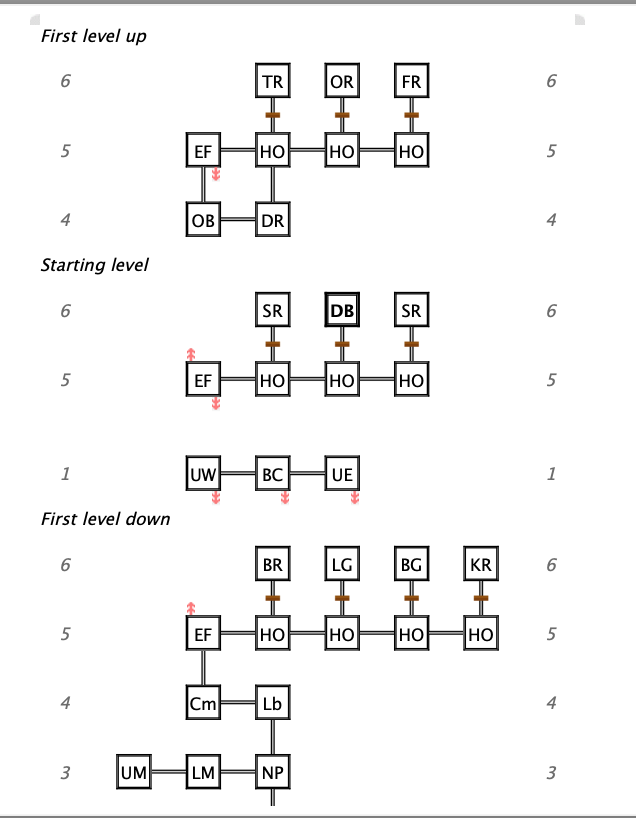 First level up
6 TR OR FR 6
5 EF HO HO HO 5
4 OB DR 4
Starting level
6 SR DB SR 6
5 EF HO HO HO 5
1 UW BC UE 1
First level down
6 BR LG BG KR 6
5 EF HO HO HO HO 5
4 Cm Lb 4
3 UM LM NP 3